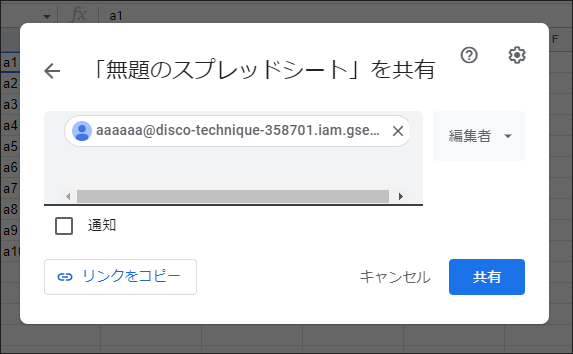 fx a1
F
「無題のスプレッドシート」を共有
aaaaaa@disco-technique-358701.iam.gse...
編集者
通知
リンクをコピー
キャンセル
共有
a1
a2
a3
a4
a5
a6
a7
a8
a9